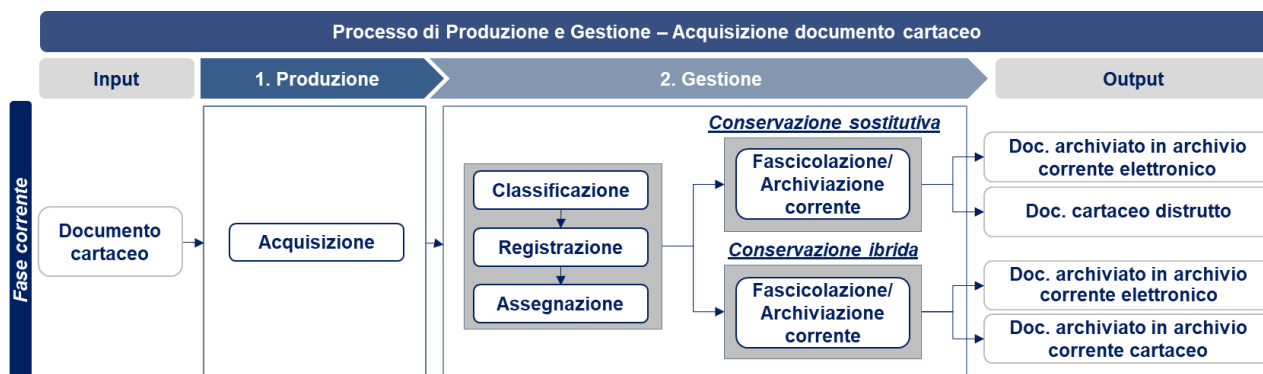 Processo di Produzione e Gestione – Acquisizione documento cartaceo
Input
1. Produzione
2. Gestione
Output
Fase corrente
Documento
cartaceo
Acquisizione
Classificazione
Registrazione
Assegnazione
Conservazione sostitutiva
Fascicolazione/
Archiviazione
corrente
Conservazione ibrida
Fascicolazione/
Archiviazione
corrente
Doc. archiviato in archivio
corrente elettronico
Doc. cartaceo distrutto
Doc. archiviato in archivio
corrente elettronico
Doc. archiviato in archivio
corrente cartaceo